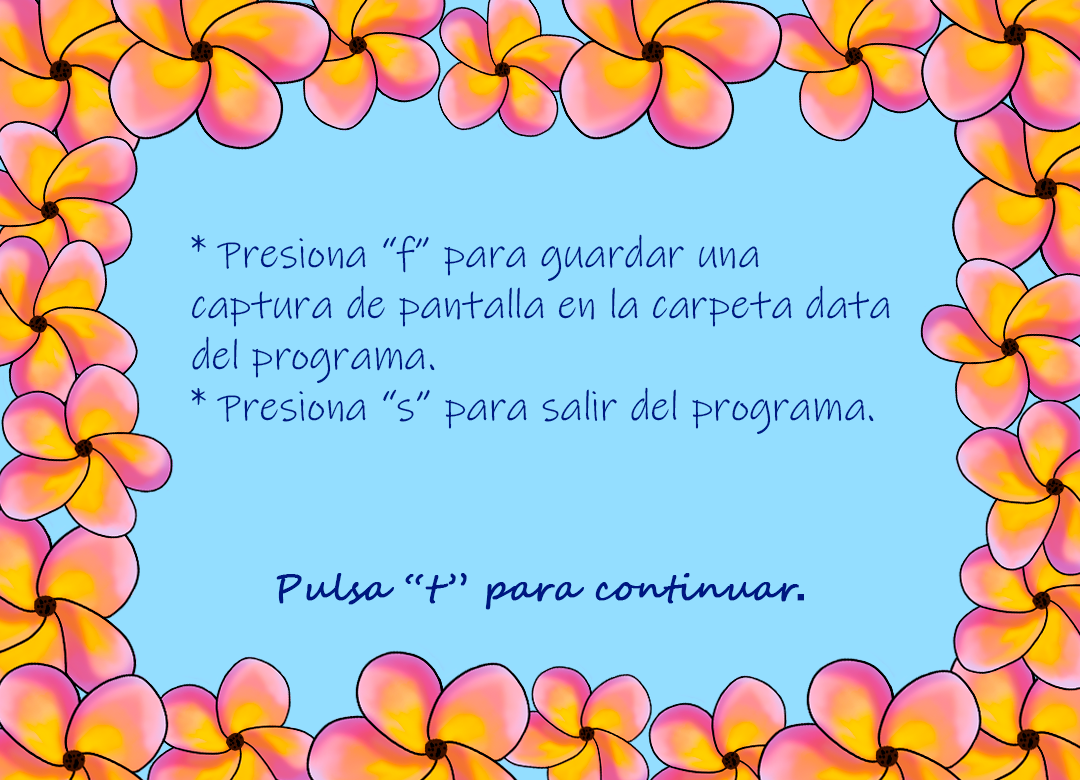 * Presiona “f” para guardar una
captura de pantalla en la carpeta data
del programa.
* Presiona “s” para salir del programa.
Pulsa “t” para continuar.